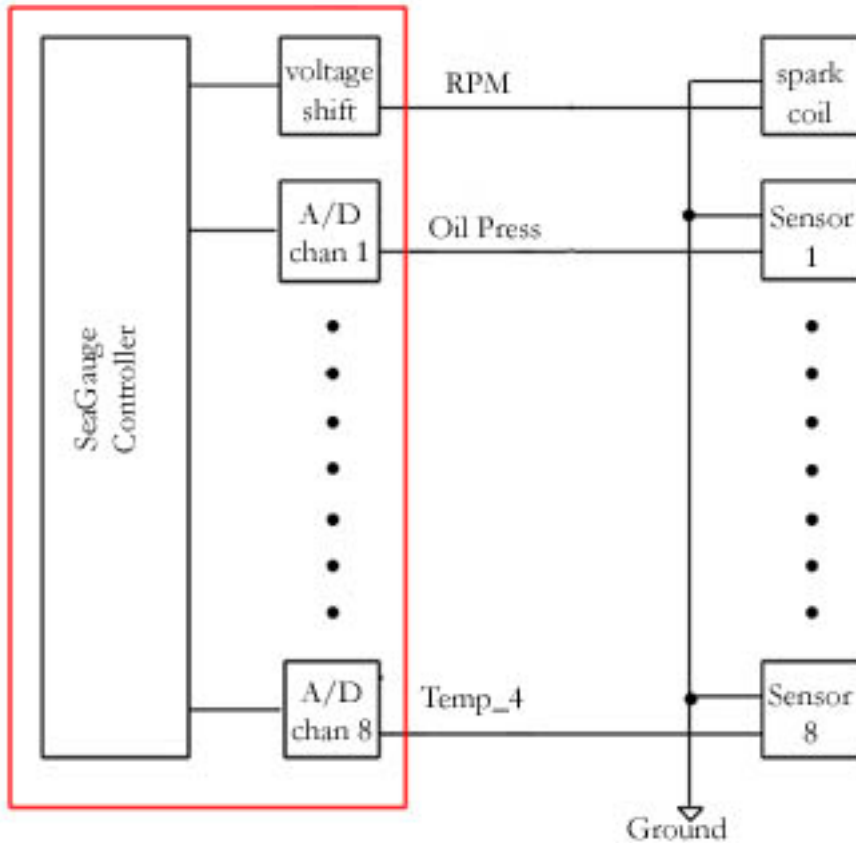 voltage
shift
RPM
spark
coil
A/D
chan 1
Oil Press
Sensor
1
SeaGauge
Controller
A/D
chan 8
Temp_4
Sensor
8
Ground